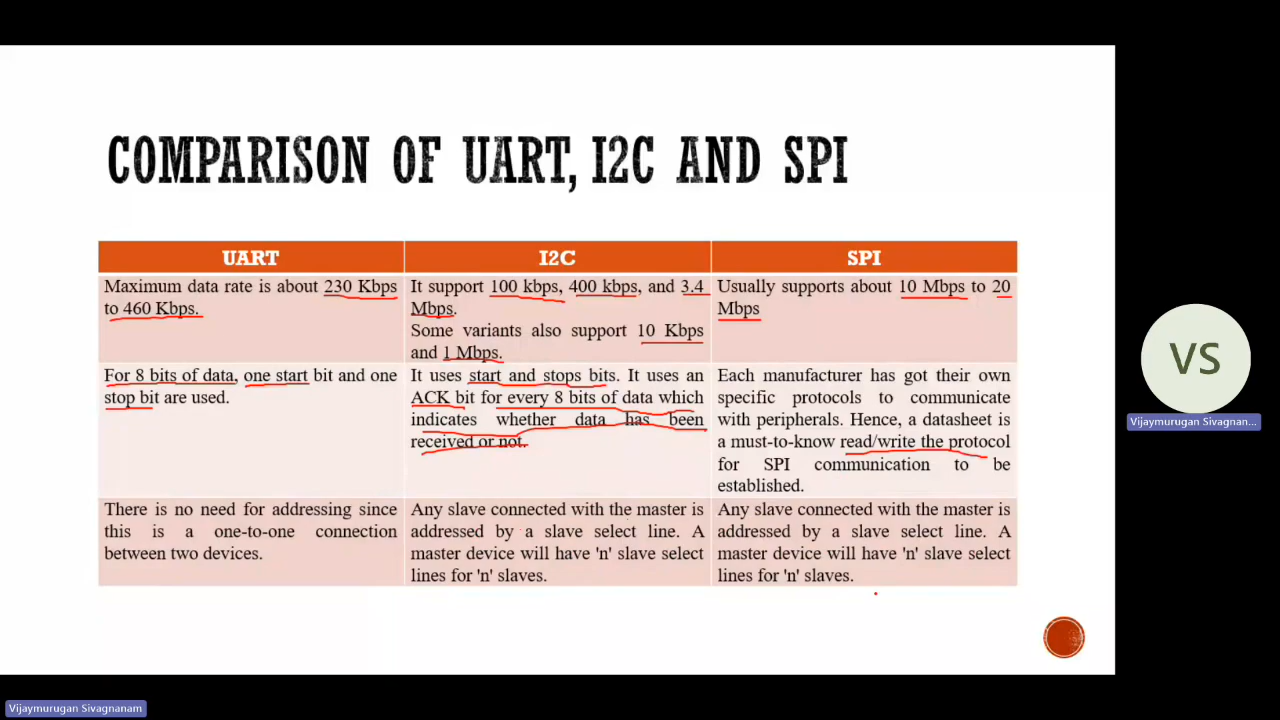 COMPARISON OF UART, I2C AND SPI
UART
Maximum data rate is about 230 Kbps
to 460 Kbps.
For 8 bits of data, one start bit and one
stop bit are used.
There is no need for addressing since
this is a one-to-one connection
between two devices.
I2C
It support 100 kbps, 400 kbps, and 3.4
Mbps.
Some variants also support 10 Kbps
and 1 Mbps.
It uses start and stops bits. It uses an
ACK bit for every 8 bits of data which
indicates whether data has been
received or not.
Any slave connected with the master is
addressed by a slave select line. A
master device will have 'n' slave select
lines for 'n' slaves.
SPI
Usually supports about 10 Mbps to 20
Mbps
Each manufacturer has got their own
specific protocols to communicate
with peripherals. Hence, a datasheet is
a must-to-know read/write the protocol
for SPI communication to be
established.
Any slave connected with the master is
addressed by a slave select line. A
master device will have 'n' slave select
lines for 'n' slaves.
VS
Vijaymurugan Sivagnan...
Vijaymurugan Sivagnanam